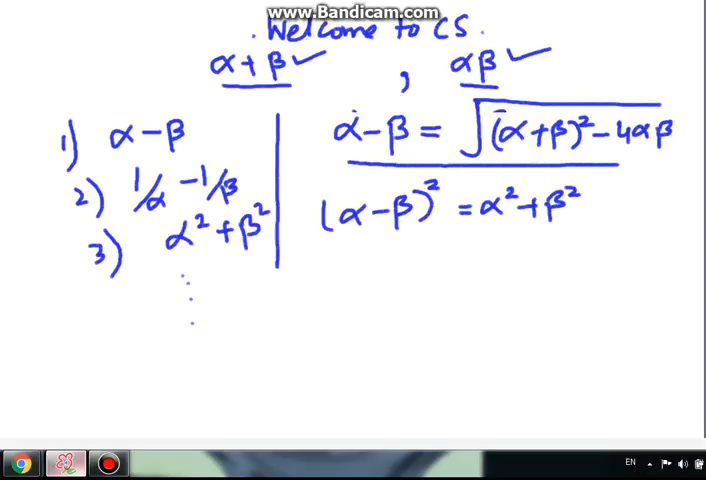 www.Bandicam.com
. Welcome to CS.
α+β✓ , αβ✓
1) α-β
2) 1/α -1/β
3) α²+β²
α-β = √(α+β)²-4αβ
(α-β)² = α²+β²
EN